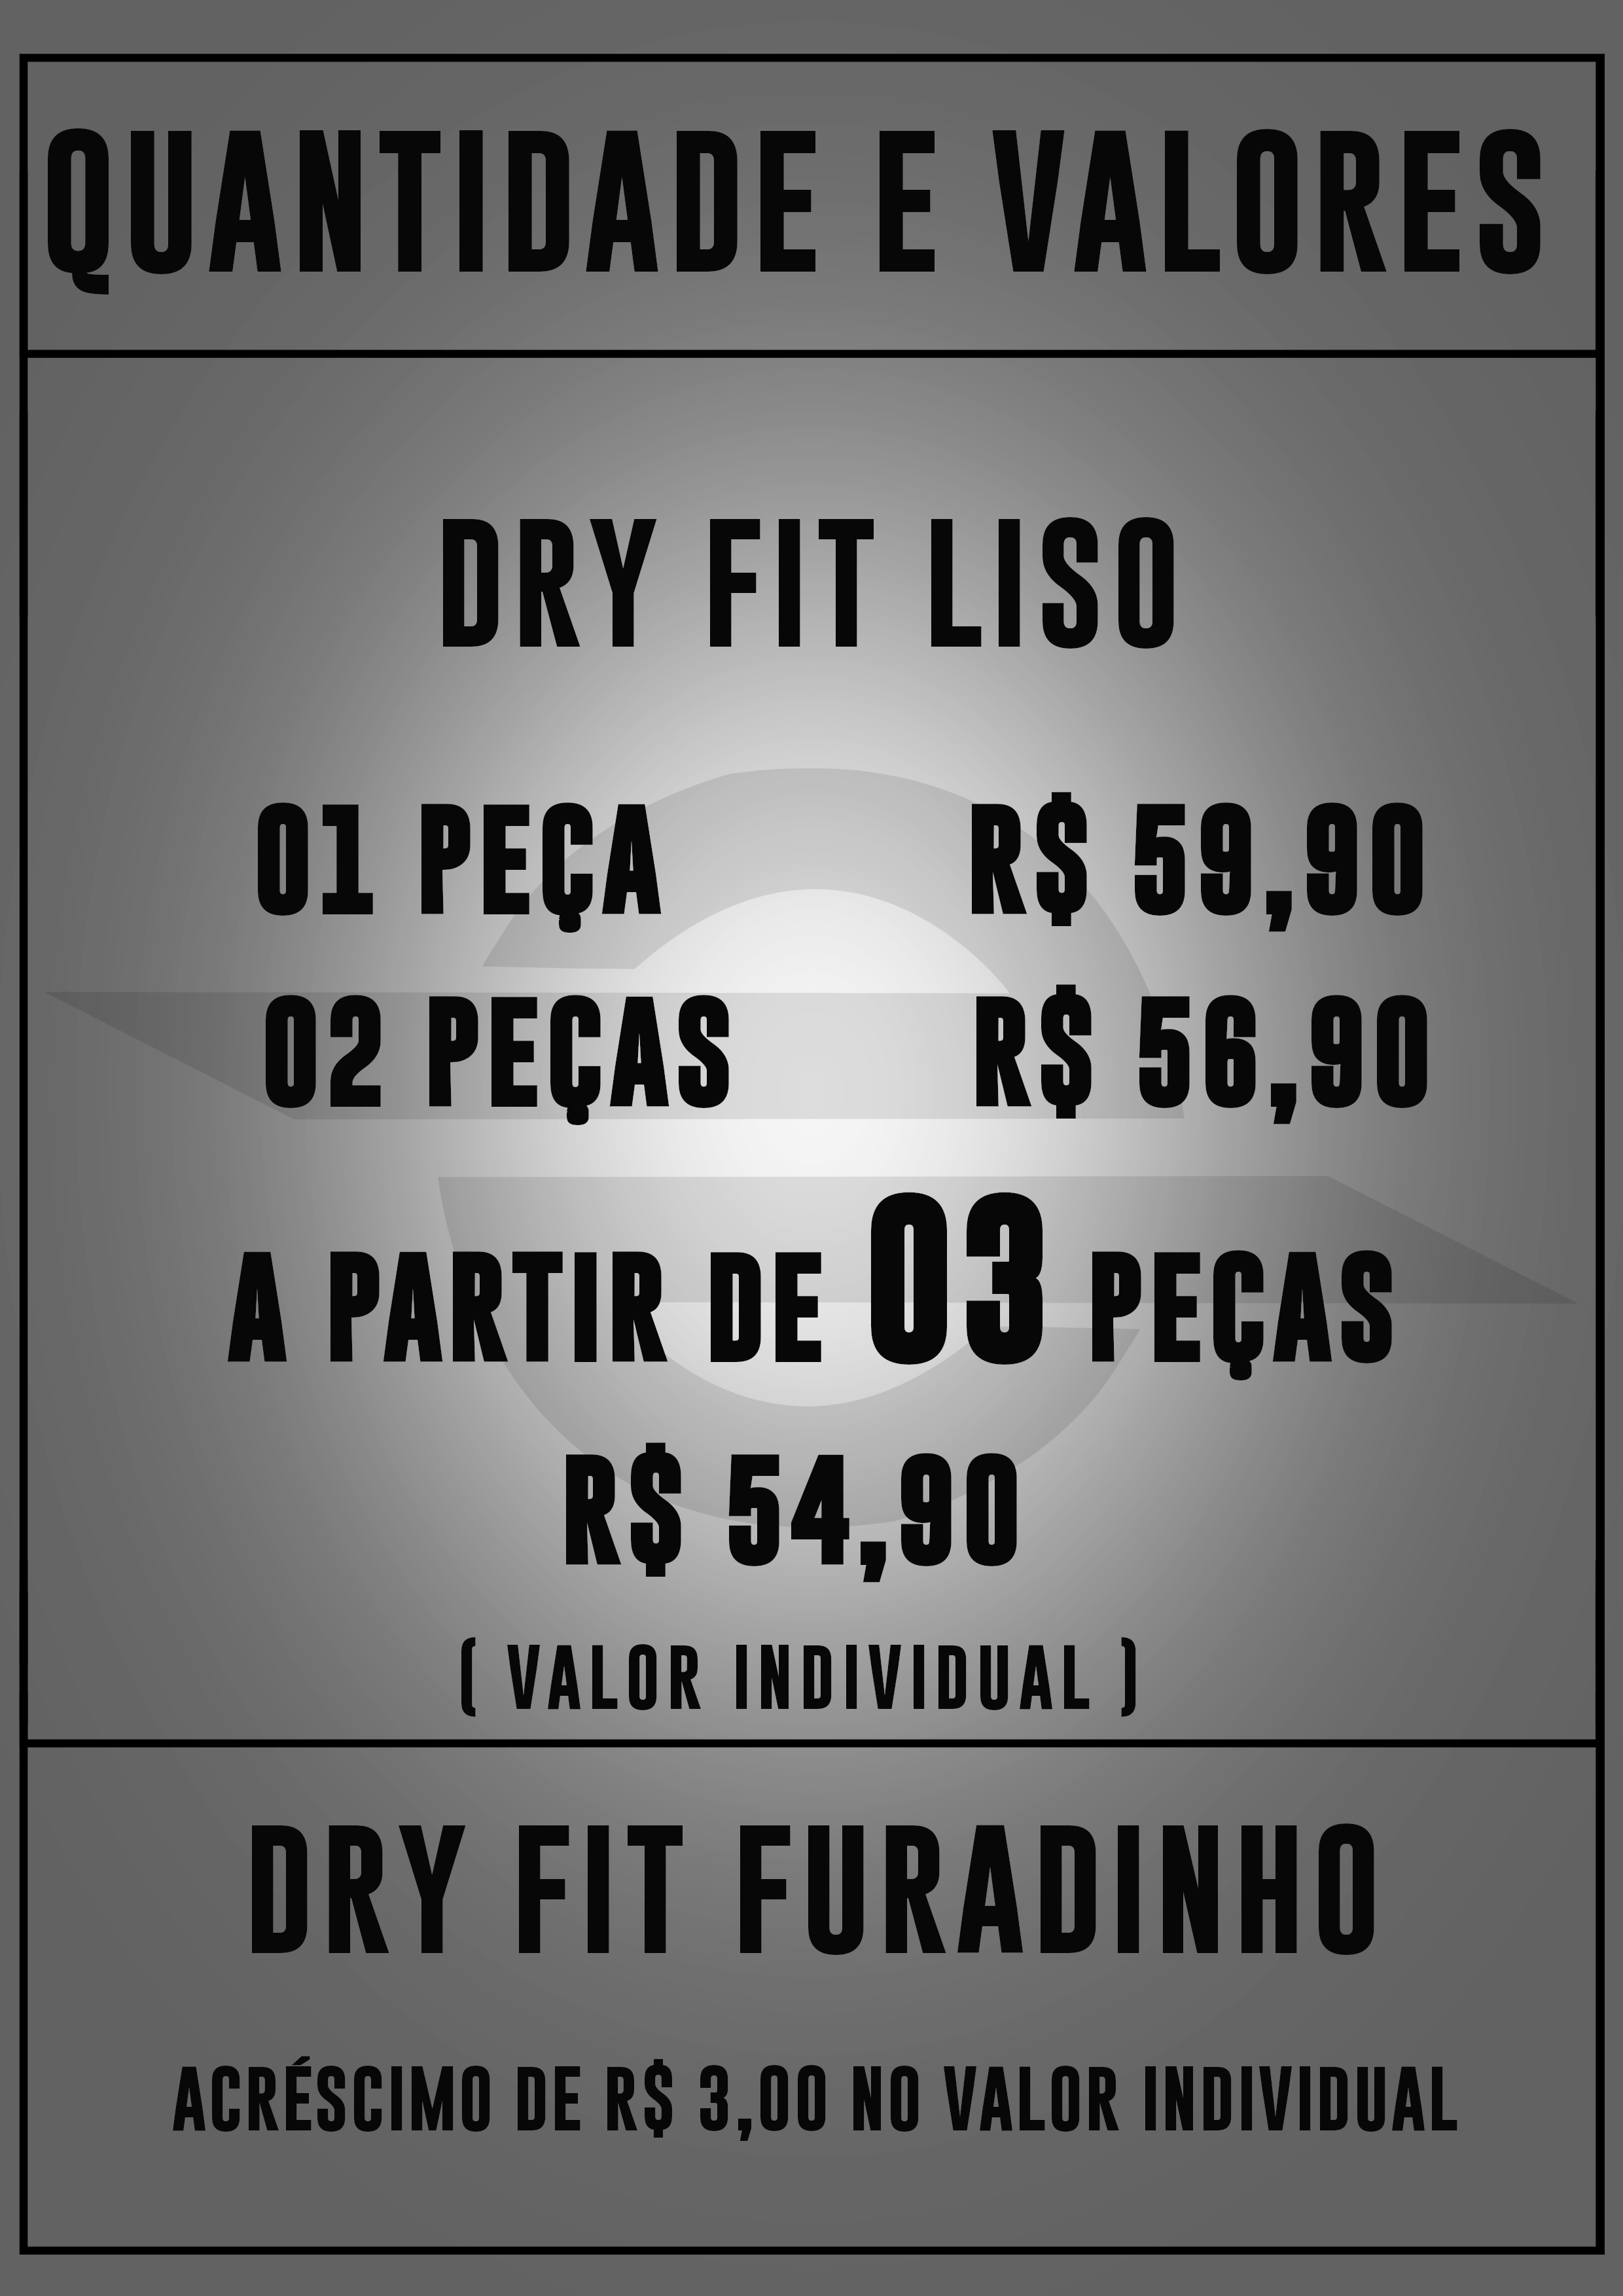 QUANTIDADE E VALORES
DRY FIT LISO
01 PEÇA R$ 59,90
02 PEÇAS R$ 56,90
A PARTIR DE 03 PEÇAS
R$ 54,90
( VALOR INDIVIDUAL )
DRY FIT FURADINHO
ACRÉSCIMO DE R$ 3,00 NO VALOR INDIVIDUAL